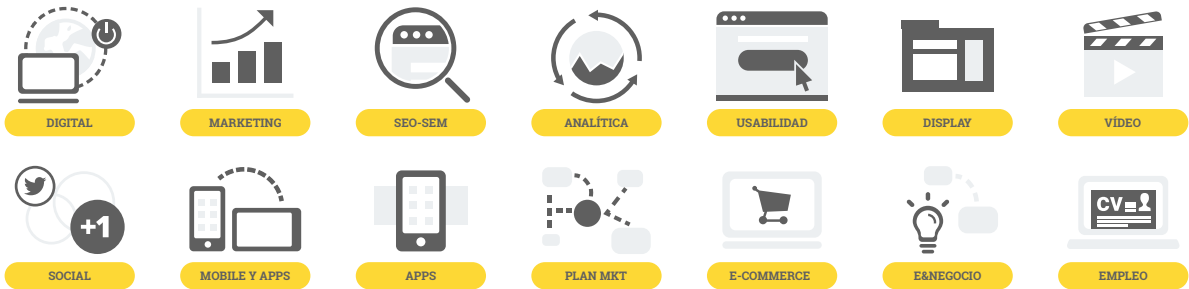 DIGITAL
MARKETING
SEO-SEM
ANALÍTICA
USABILIDAD
DISPLAY
VÍDEO
+1
CV
SOCIAL
MOBILE Y APPS
APPS
PLAN MKT
E-COMMERCE
E&NEGOCIO
EMPLEO